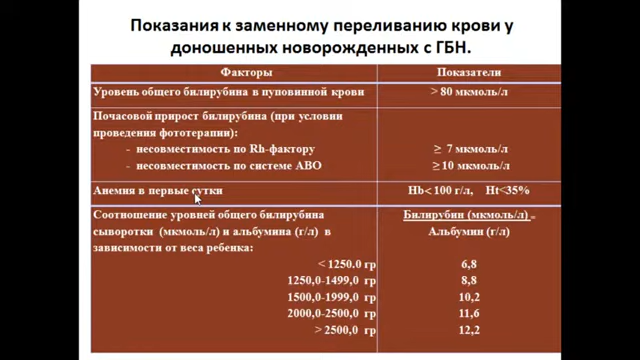 Показания к заменному переливанию крови у
доношенных новорожденных с ГБН.
Факторы Показатели
Уровень общего билирубина в пуповинной крови > 80 мкмоль/л
Почасовой прирост билирубина (при условии
проведения фототерапии):
- несовместимость по Rh-фактору ≥ 7 мкмоль/л
- несовместимость по системе АВО ≥ 10 мкмоль/л
Анемия в первые сутки Hb< 100 г/л, Ht<35%
Соотношение уровней общего билирубина Билирубин (мкмоль/л) =
сыворотки (мкмоль/л) и альбумина (г/л) в Альбумин (г/л)
зависимости от веса ребенка:
< 1250.0 гр 6,8
1250,0-1499,0 гр 8,8
1500,0-1999,0 гр 10,2
2000,0-2500,0 гр 11,6
> 2500,0 гр 12,2